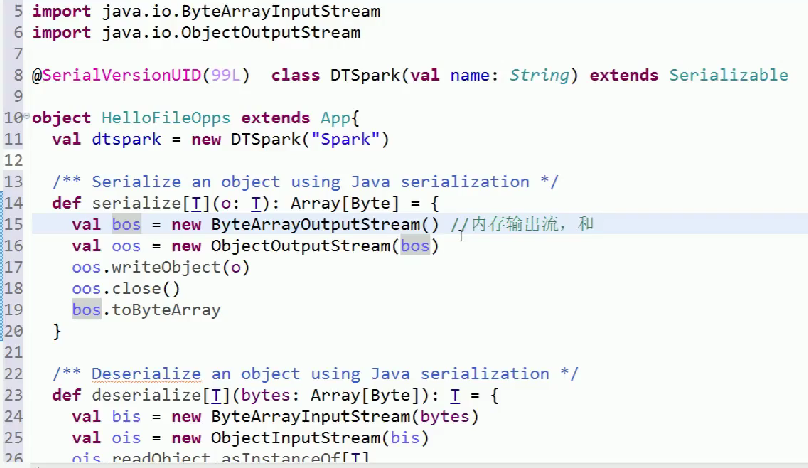 5 import java.io.ByteArrayInputStream
6 import java.io.ObjectOutputStream
7
8 @SerialVersionUID(99L)  class DTSpark(val name: String) extends Serializable
9
10 object HelloFileOpps extends App{
11   val dtspark = new DTSpark("Spark")
12
13   /** Serialize an object using Java serialization */
14   def serialize[T](o: T): Array[Byte] = {
15     val bos = new ByteArrayOutputStream() //内存输出流，和
16     val oos = new ObjectOutputStream(bos)
17     oos.writeObject(o)
18     oos.close()
19     bos.toByteArray
20   }
21
22   /** Deserialize an object using Java serialization */
23   def deserialize[T](bytes: Array[Byte]): T = {
24     val bis = new ByteArrayInputStream(bytes)
25     val ois = new ObjectInputStream(bis)
26     ois.readObject.asInstanceOf[T]